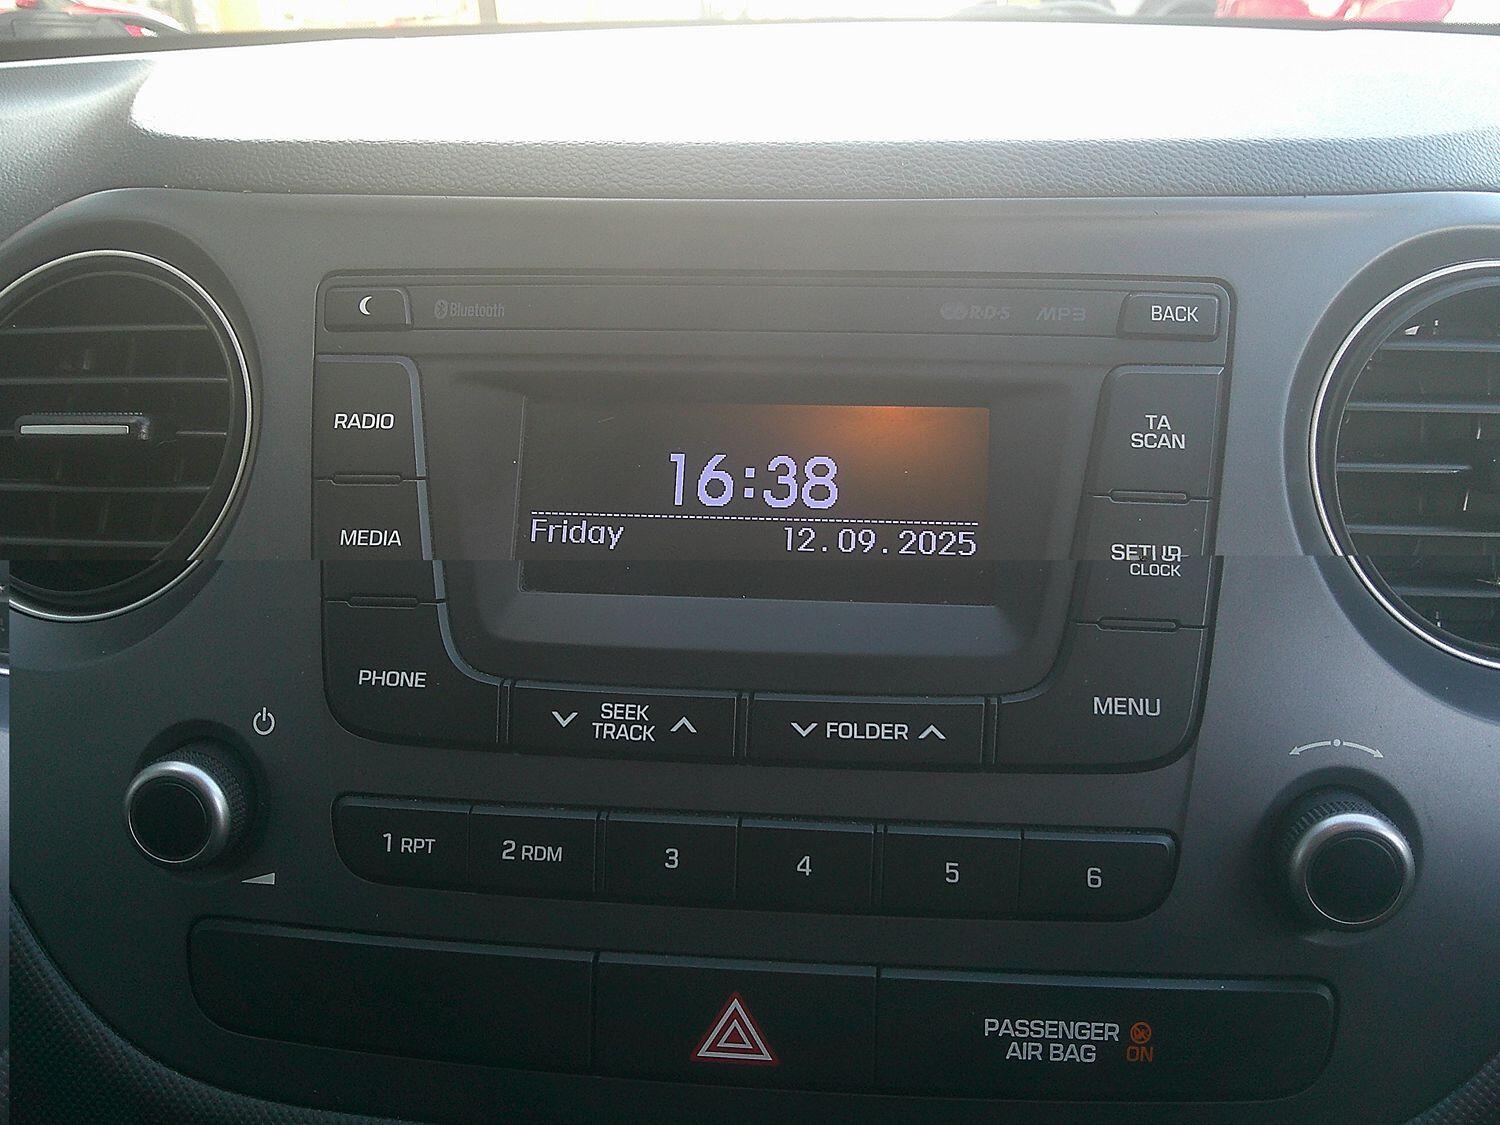 Bluetooth
R·D·S
MP3
BACK
RADIO
TA
SCAN
16:38
Friday
12.09.2025
MEDIA
SETUP
CLOCK
PHONE
SEEK
TRACK
FOLDER
MENU
1 RPT
2 RDM
3
4
5
6
PASSENGER
AIR BAG
ON